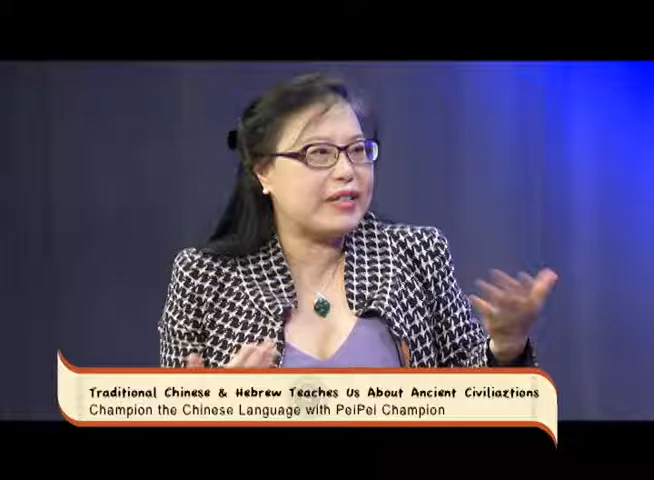 Traditional Chinese & Hebrew Teaches Us About Ancient Civiliaztions
Champion the Chinese Language with PeiPei Champion